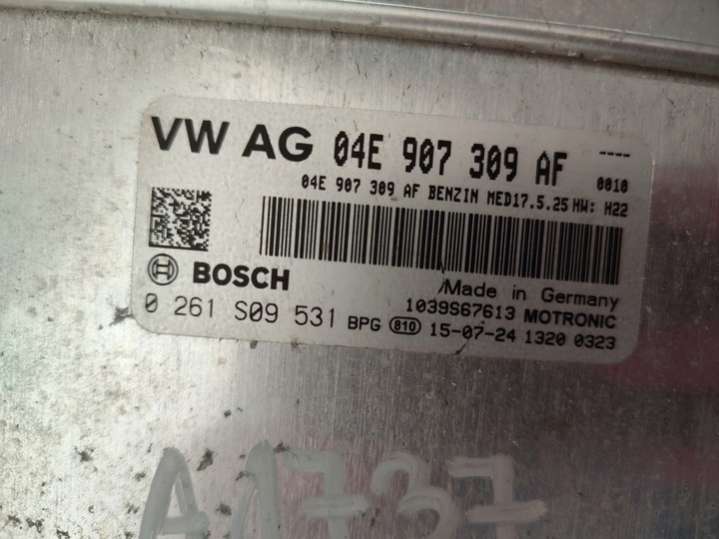 VW AG 04E 907 309 AF ----
0010
04E 907 309 AF BENZIN MED17.5.25 HW: H22
BOSCH
Made in Germany
1039S67613 MOTRONIC
0 261 S09 531 BPG 810 15-07-24 1320 0323
A1737